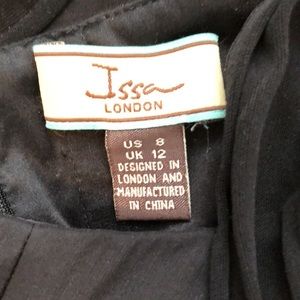 Issa
LONDON
US 8
UK 12
DESIGNED IN
LONDON AND
MANUFACTURED
IN CHINA